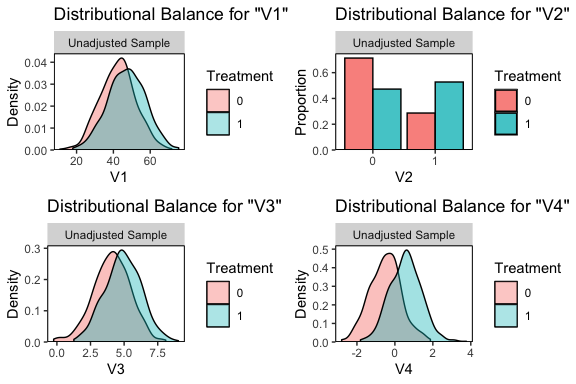 Distributional Balance for "V1"
Unadjusted Sample
Density
0.04
0.03
0.02
0.01
0.00
20 40 60
V1
Treatment
0
1
Distributional Balance for "V2"
Unadjusted Sample
Proportion
0.6
0.4
0.2
0.0
0 1
V2
Treatment
0
1
Distributional Balance for "V3"
Unadjusted Sample
Density
0.3
0.2
0.1
0.0
0.0 2.5 5.0 7.5
V3
Treatment
0
1
Distributional Balance for "V4"
Unadjusted Sample
Density
0.5
0.4
0.3
0.2
0.1
0.0
-2 0 2 4
V4
Treatment
0
1